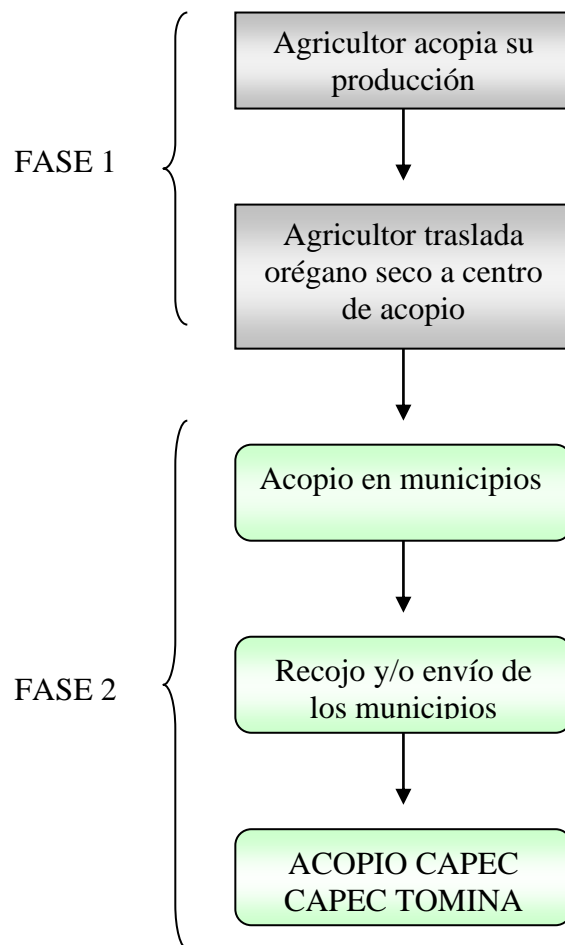 Agricultor acopia su
producción
FASE 1
Agricultor traslada
orégano seco a centro
de acopio
Acopio en municipios
FASE 2
Recojo y/o envío de
los municipios
ACOPIO CAPEC
CAPEC TOMINA